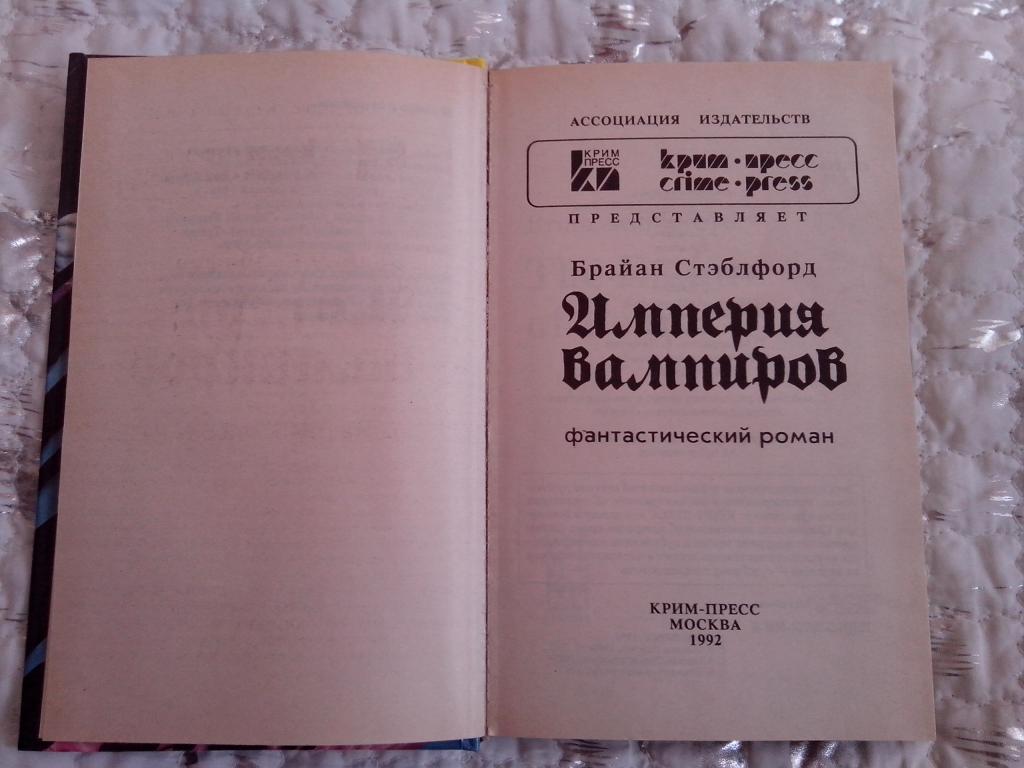 АССОЦИАЦИЯ ИЗДАТЕЛЬСТВ
КРИМ
ПРЕСС
крим·пресс
crime·press
ПРЕДСТАВЛЯЕТ
Брайан Стэблфорд
Империя
вампиров
фантастический роман
КРИМ-ПРЕСС
МОСКВА
1992